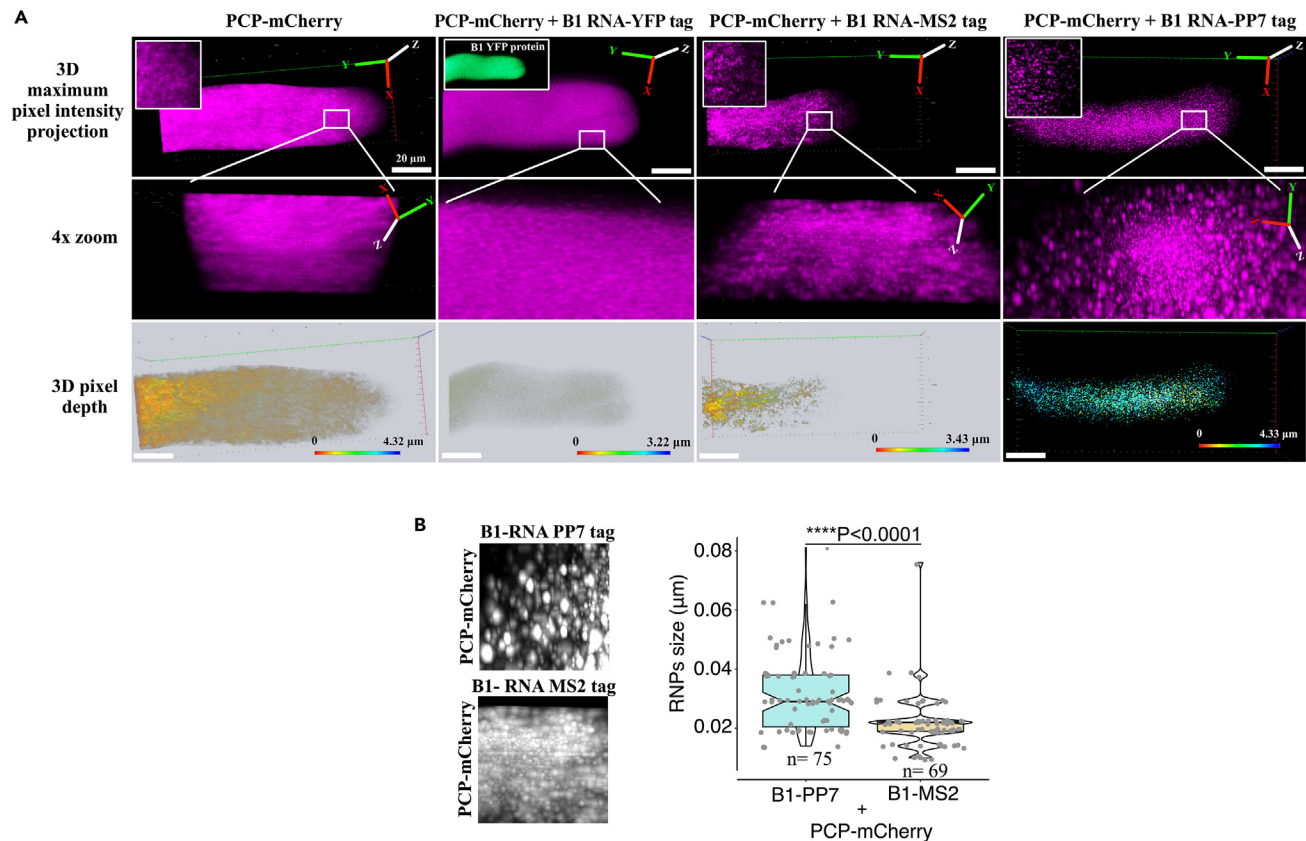 A
PCP-mCherry
PCP-mCherry + B1 RNA-YFP tag
PCP-mCherry + B1 RNA-MS2 tag
PCP-mCherry + B1 RNA-PP7 tag
3D
maximum
pixel intensity
projection
Y
Z
X
20 µm
B1 YFP protein
Y
Z
X
Y
Z
X
Y
Z
X
4x zoom
X
Y
Z
X
Y
Z
X
Y
Z
3D pixel
depth
0
4.32 µm
0
3.22 µm
0
3.43 µm
0
4.33 µm
B
B1-RNA PP7 tag
PCP-mCherry
B1- RNA MS2 tag
PCP-mCherry
****P<0.0001
RNPs size (µm)
0.08
0.06
0.04
0.02
n= 75
n= 69
B1-PP7
B1-MS2
+
PCP-mCherry